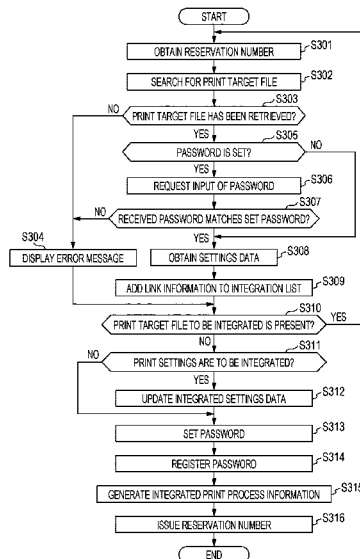 START
OBTAIN RESERVATION NUMBER
S301
SEARCH FOR PRINT TARGET FILE
S302
S303
NO
PRINT TARGET FILE HAS BEEN RETRIEVED?
YES
S305
PASSWORD IS SET?
NO
YES
REQUEST INPUT OF PASSWORD
S306
S307
NO
RECEIVED PASSWORD MATCHES SET PASSWORD?
S304
YES
DISPLAY ERROR MESSAGE
OBTAIN SETTINGS DATA
S308
ADD LINK INFORMATION TO INTEGRATION LIST
S309
S310
PRINT TARGET FILE TO BE INTEGRATED IS PRESENT?
YES
NO
S311
NO
PRINT SETTINGS ARE TO BE INTEGRATED?
YES
UPDATE INTEGRATED SETTINGS DATA
S312
SET PASSWORD
S313
REGISTER PASSWORD
S314
GENERATE INTEGRATED PRINT PROCESS INFORMATION
S315
ISSUE RESERVATION NUMBER
S316
END